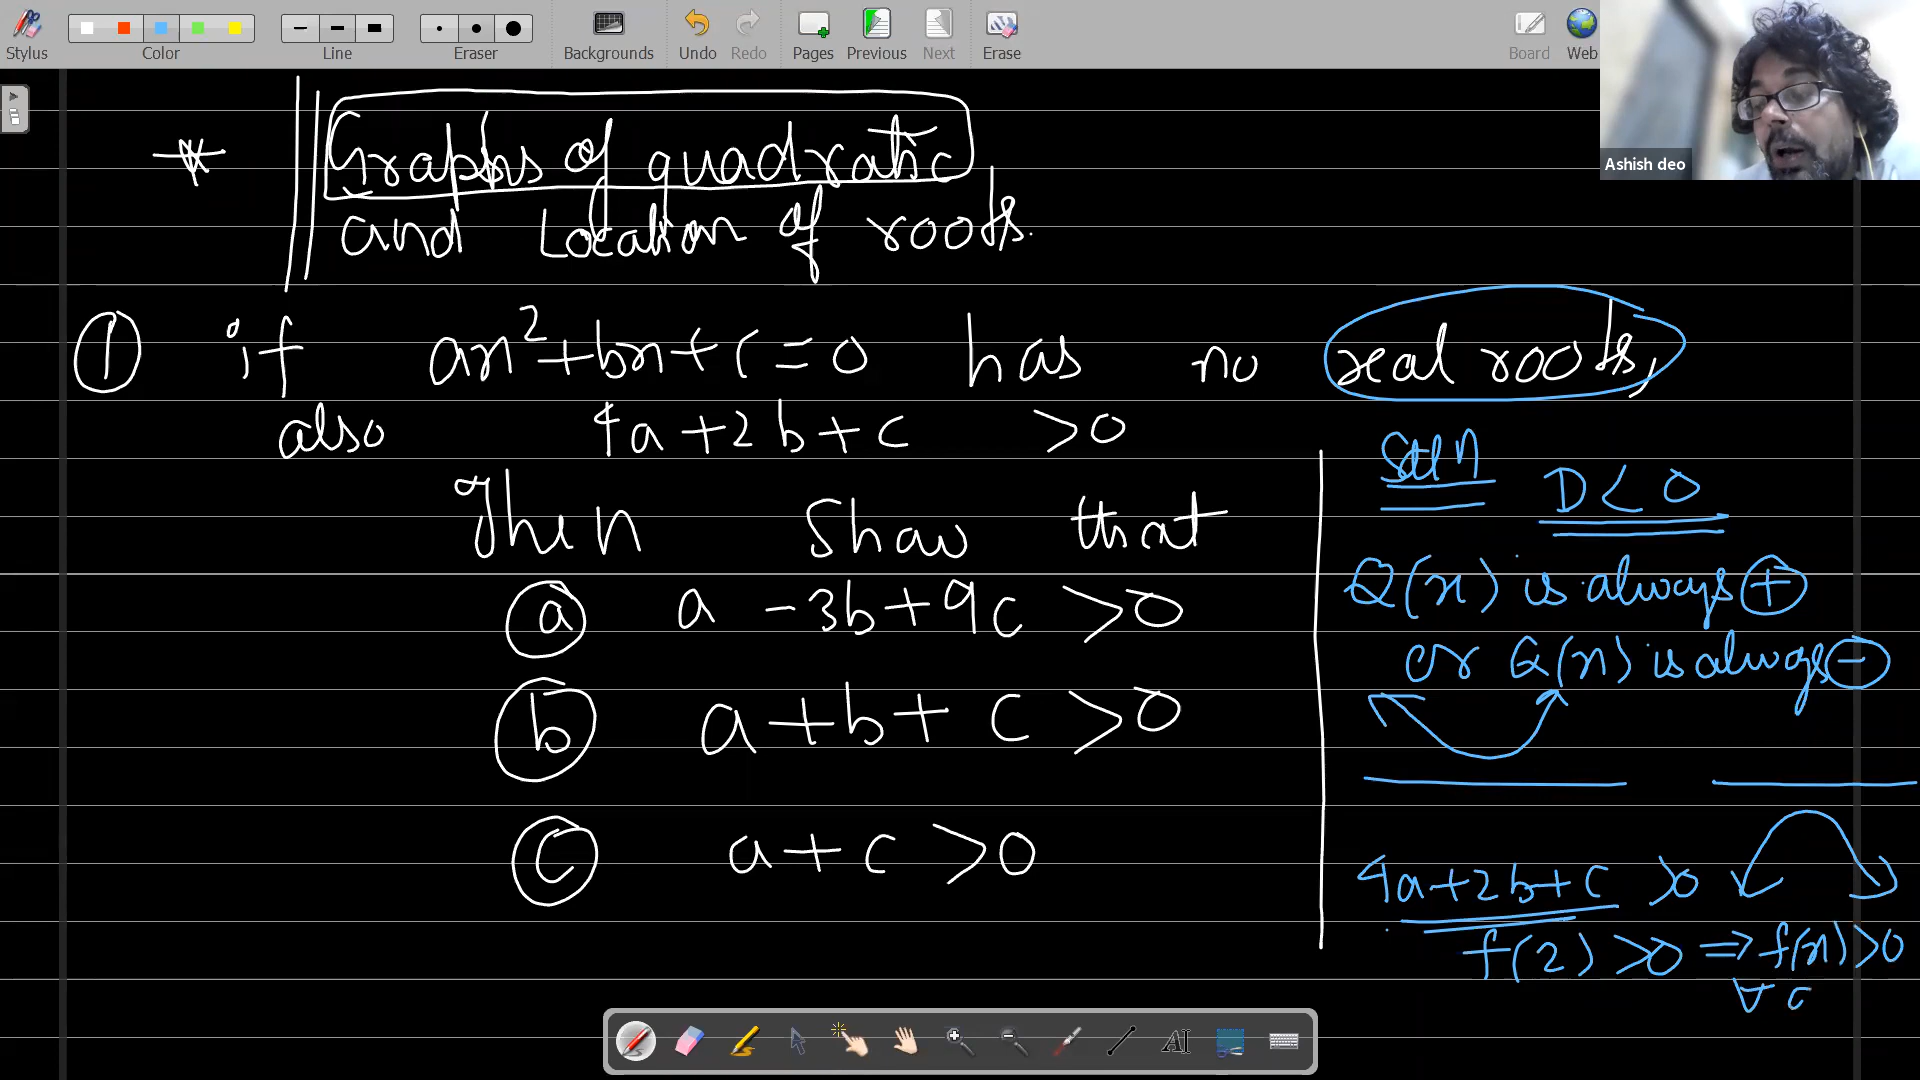 Stylus Color Line Eraser Backgrounds Undo Redo Pages Previous Next Erase Board Web
Ashish deo
Graphs of quadratic
and Location of roots.
① if ax²+bx+c=0 has no real roots,
also 4a+2b+c >0
Then Show that
ⓐ a -3b+9c >0
ⓑ a+b+c >0
ⓒ a+c >0
Solⁿ D<0
Q(x) is always ⊕
or Q(x) is always ⊖
4a+2b+c >0
f(2) >0 ⇒ f(x) >0
∀